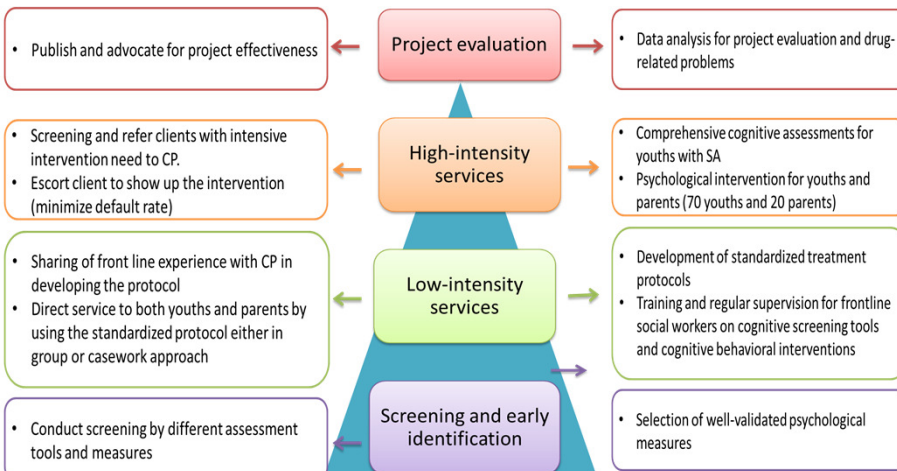 • Publish and advocate for project effectiveness
Project evaluation
• Data analysis for project evaluation and drug-
related problems
• Screening and refer clients with intensive
intervention need to CP.
• Escort client to show up the intervention
(minimize default rate)
High-intensity
services
• Comprehensive cognitive assessments for
youths with SA
• Psychological intervention for youths and
parents (70 youths and 20 parents)
• Sharing of front line experience with CP in
developing the protocol
• Direct service to both youths and parents by
using the standardized protocol either in
group or casework approach
Low-intensity
services
• Development of standardized treatment
protocols
• Training and regular supervision for frontline
social workers on cognitive screening tools
and cognitive behavioral interventions
• Conduct screening by different assessment
tools and measures
Screening and early
identification
• Selection of well-validated psychological
measures